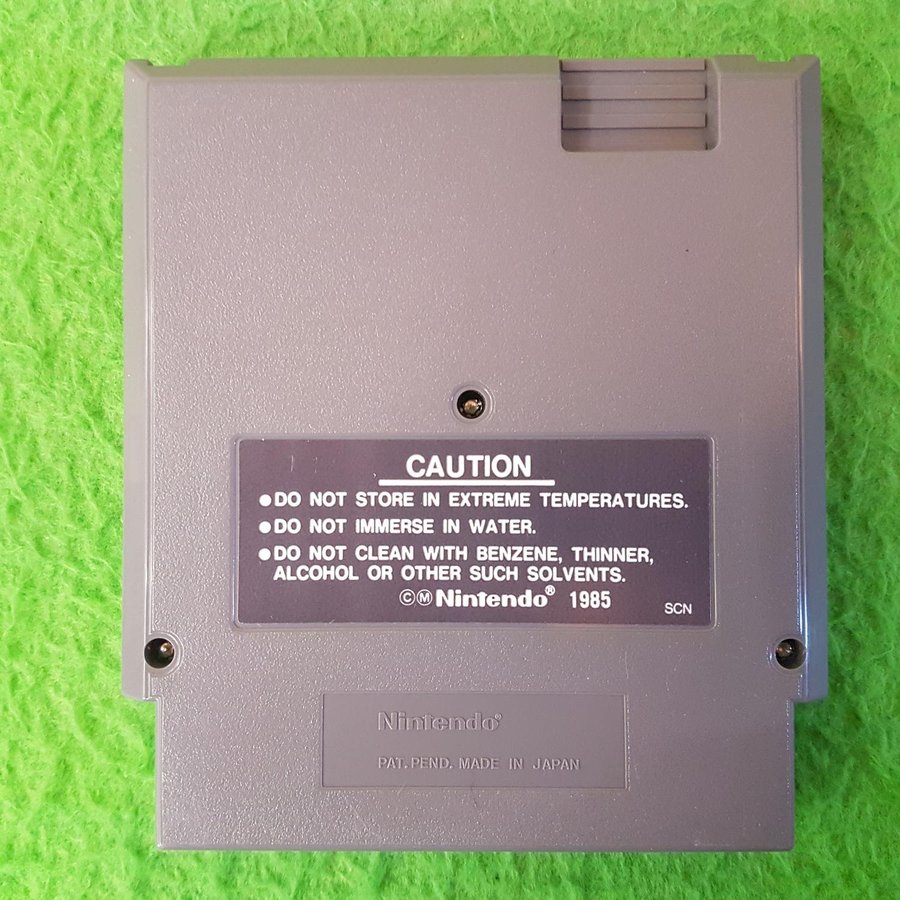 CAUTION
●DO NOT STORE IN EXTREME TEMPERATURES.
●DO NOT IMMERSE IN WATER.
●DO NOT CLEAN WITH BENZENE, THINNER,
ALCOHOL OR OTHER SUCH SOLVENTS.
ⒸⓂNintendo® 1985
SCN
Nintendo®
PAT. PEND. MADE IN JAPAN